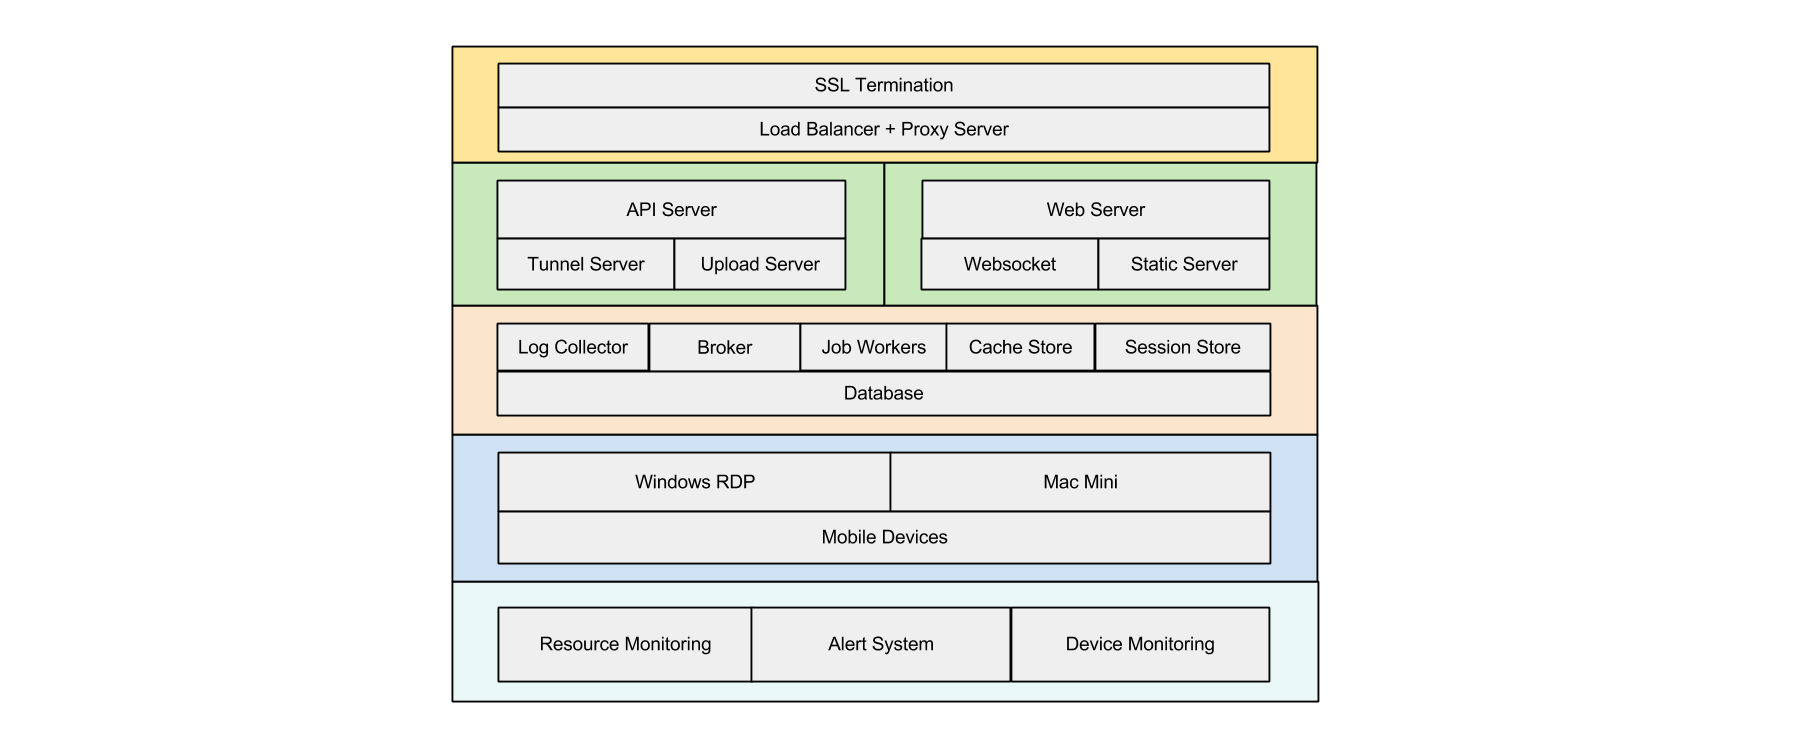 SSL Termination
Load Balancer + Proxy Server
API Server
Tunnel Server
Upload Server
Web Server
Websocket
Static Server
Log Collector
Broker
Job Workers
Cache Store
Session Store
Database
Windows RDP
Mac Mini
Mobile Devices
Resource Monitoring
Alert System
Device Monitoring